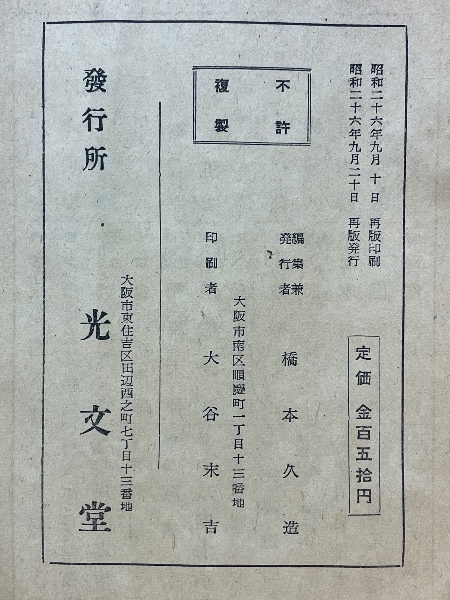 昭和二十六年九月 十 日 再版印刷
昭和二十六年九月二十日 再版発行
定価 金百五拾円
不許
複製
編集兼
発行者 橋本久造
大阪市南区順慶町一丁目十三番地
印刷者 大谷末吉
大阪市東住吉区田辺西之町七丁目十三番地
發行所 光文堂